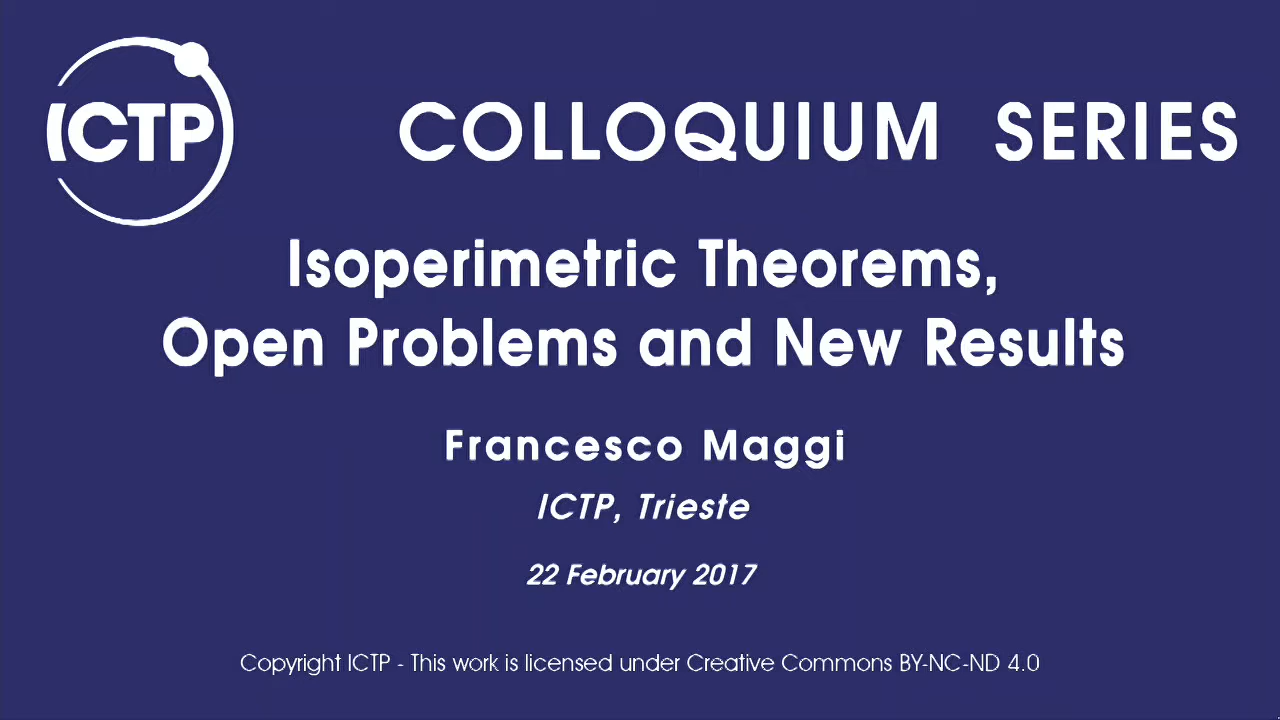 ICTP
COLLOQUIUM SERIES
Isoperimetric Theorems,
Open Problems and New Results
Francesco Maggi
ICTP, Trieste
22 February 2017
Copyright ICTP - This work is licensed under Creative Commons BY-NC-ND 4.0